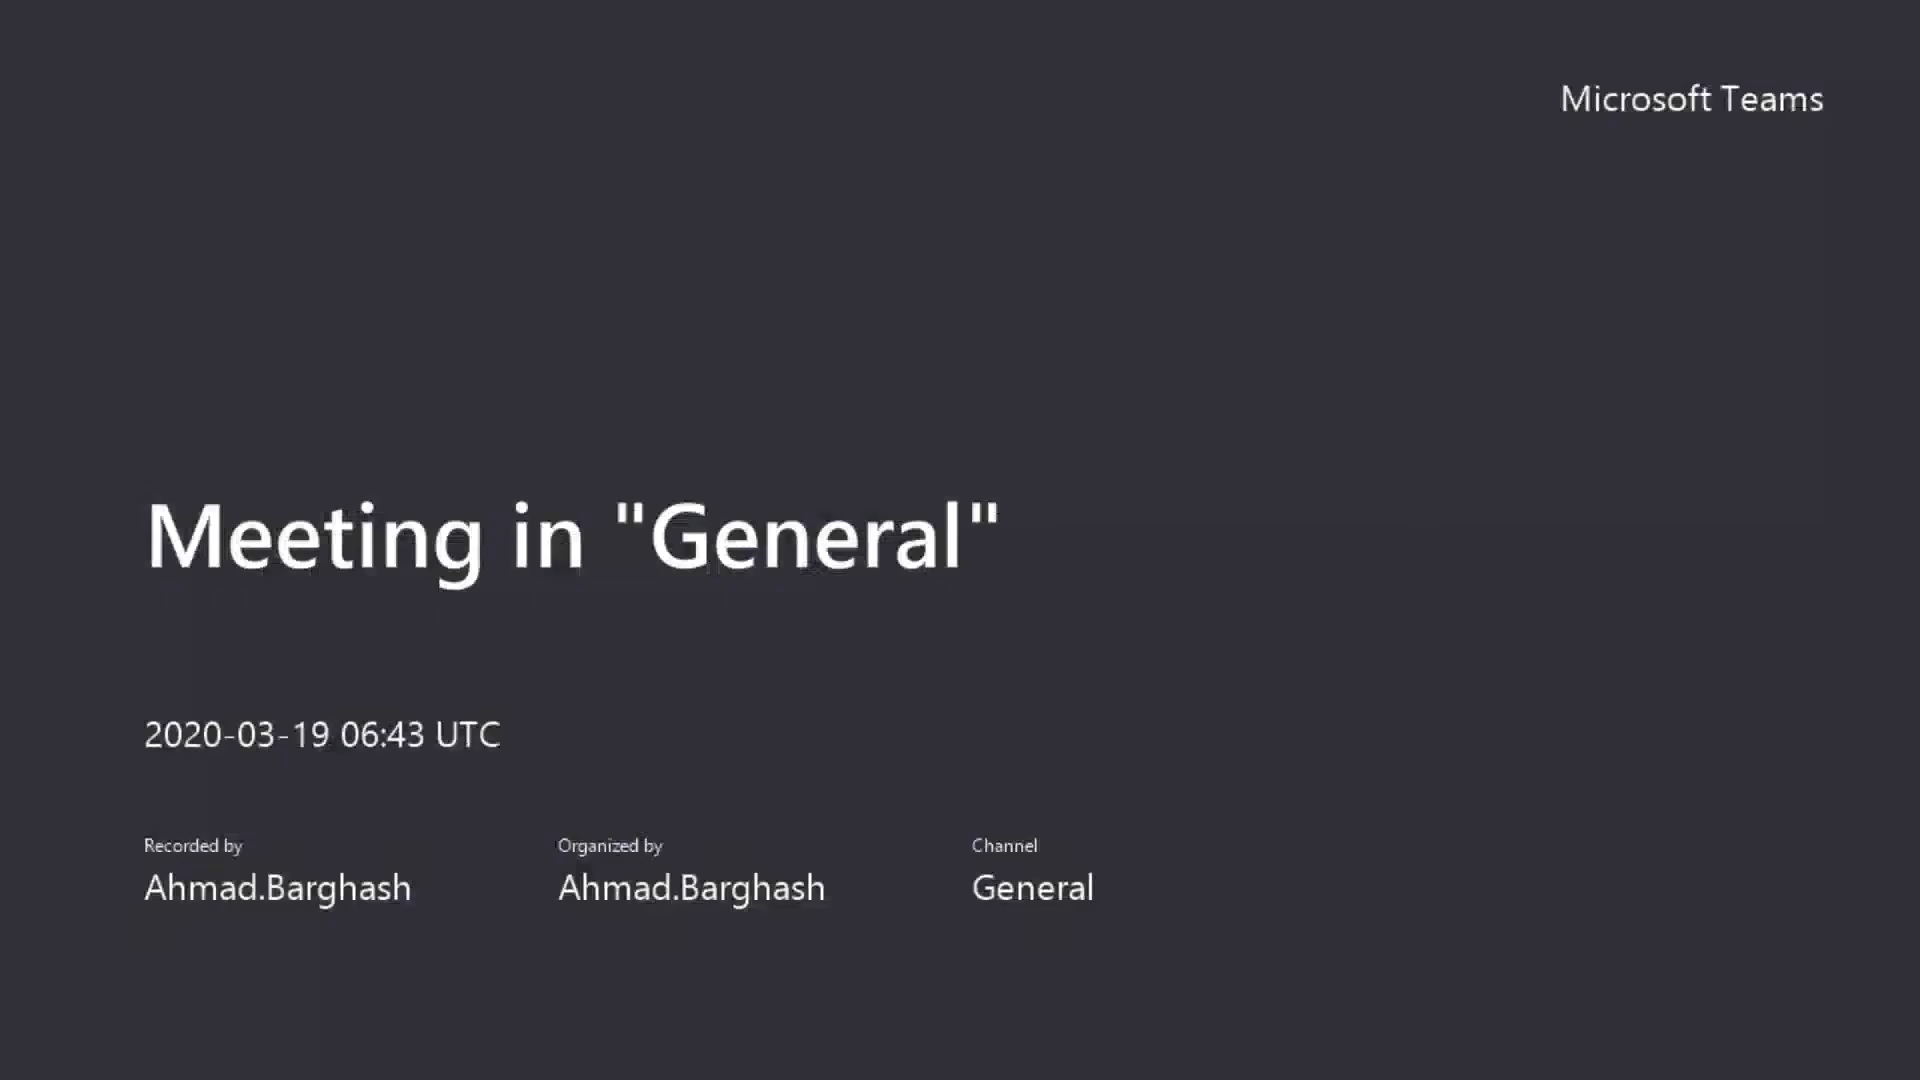 Microsoft Teams
Meeting in "General"
2020-03-19 06:43 UTC
Recorded by
Ahmad.Barghash
Organized by
Ahmad.Barghash
Channel
General